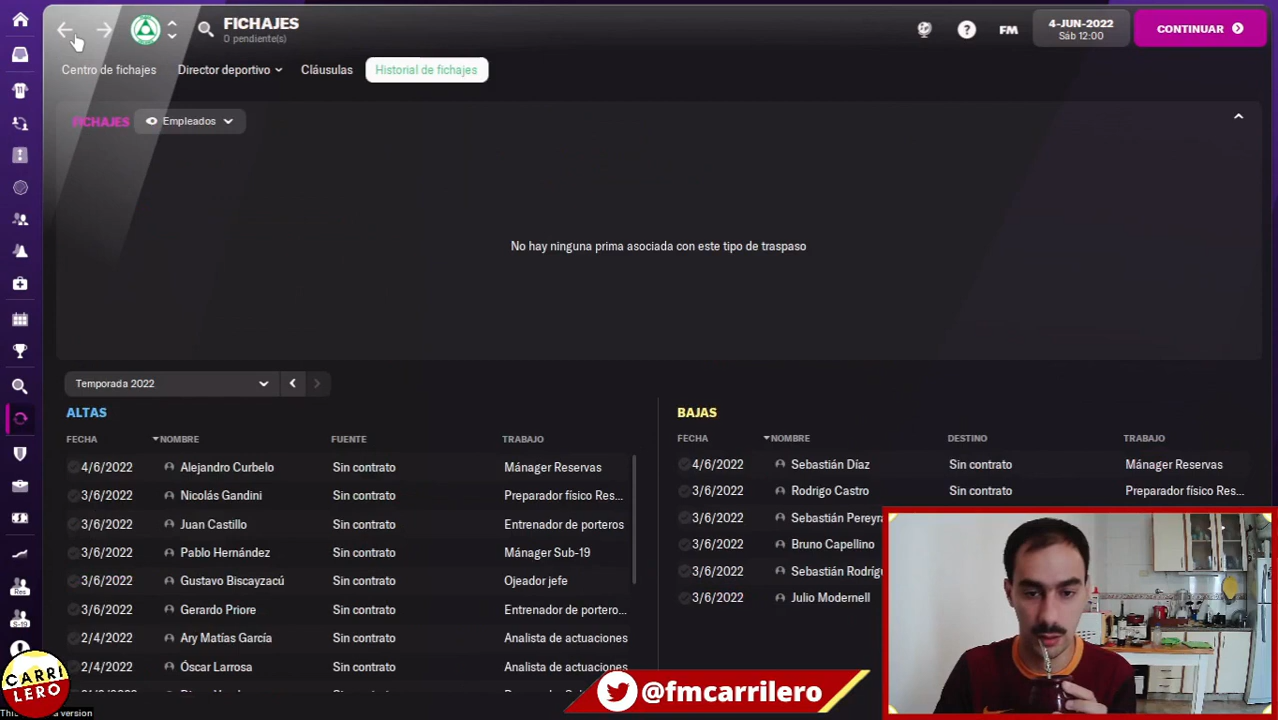 FICHAJES
0 pendiente(s)
FM
4-JUN-2022
Sáb 12:00
CONTINUAR
Centro de fichajes
Director deportivo
Cláusulas
Historial de fichajes
FICHAJES
Empleados
No hay ninguna prima asociada con este tipo de traspaso
Temporada 2022
ALTAS
FECHA NOMBRE FUENTE TRABAJO
4/6/2022 Alejandro Curbelo Sin contrato Mánager Reservas
3/6/2022 Nicolás Gandini Sin contrato Preparador físico Res...
3/6/2022 Juan Castillo Sin contrato Entrenador de porteros
3/6/2022 Pablo Hernández Sin contrato Mánager Sub-19
3/6/2022 Gustavo Biscayzacú Sin contrato Ojeador jefe
3/6/2022 Gerardo Priore Sin contrato Entrenador de portero...
2/4/2022 Ary Matías García Sin contrato Analista de actuaciones
2/4/2022 Óscar Larrosa Sin contrato Analista de actuaciones
BAJAS
FECHA NOMBRE DESTINO TRABAJO
4/6/2022 Sebastián Díaz Sin contrato Mánager Reservas
3/6/2022 Rodrigo Castro Sin contrato Preparador físico Res...
3/6/2022 Sebastián Pereyra
3/6/2022 Bruno Capellino
3/6/2022 Sebastián Rodríg
3/6/2022 Julio Modernell
Res
S-19
CARRI
LERO
@fmcarrilero
version